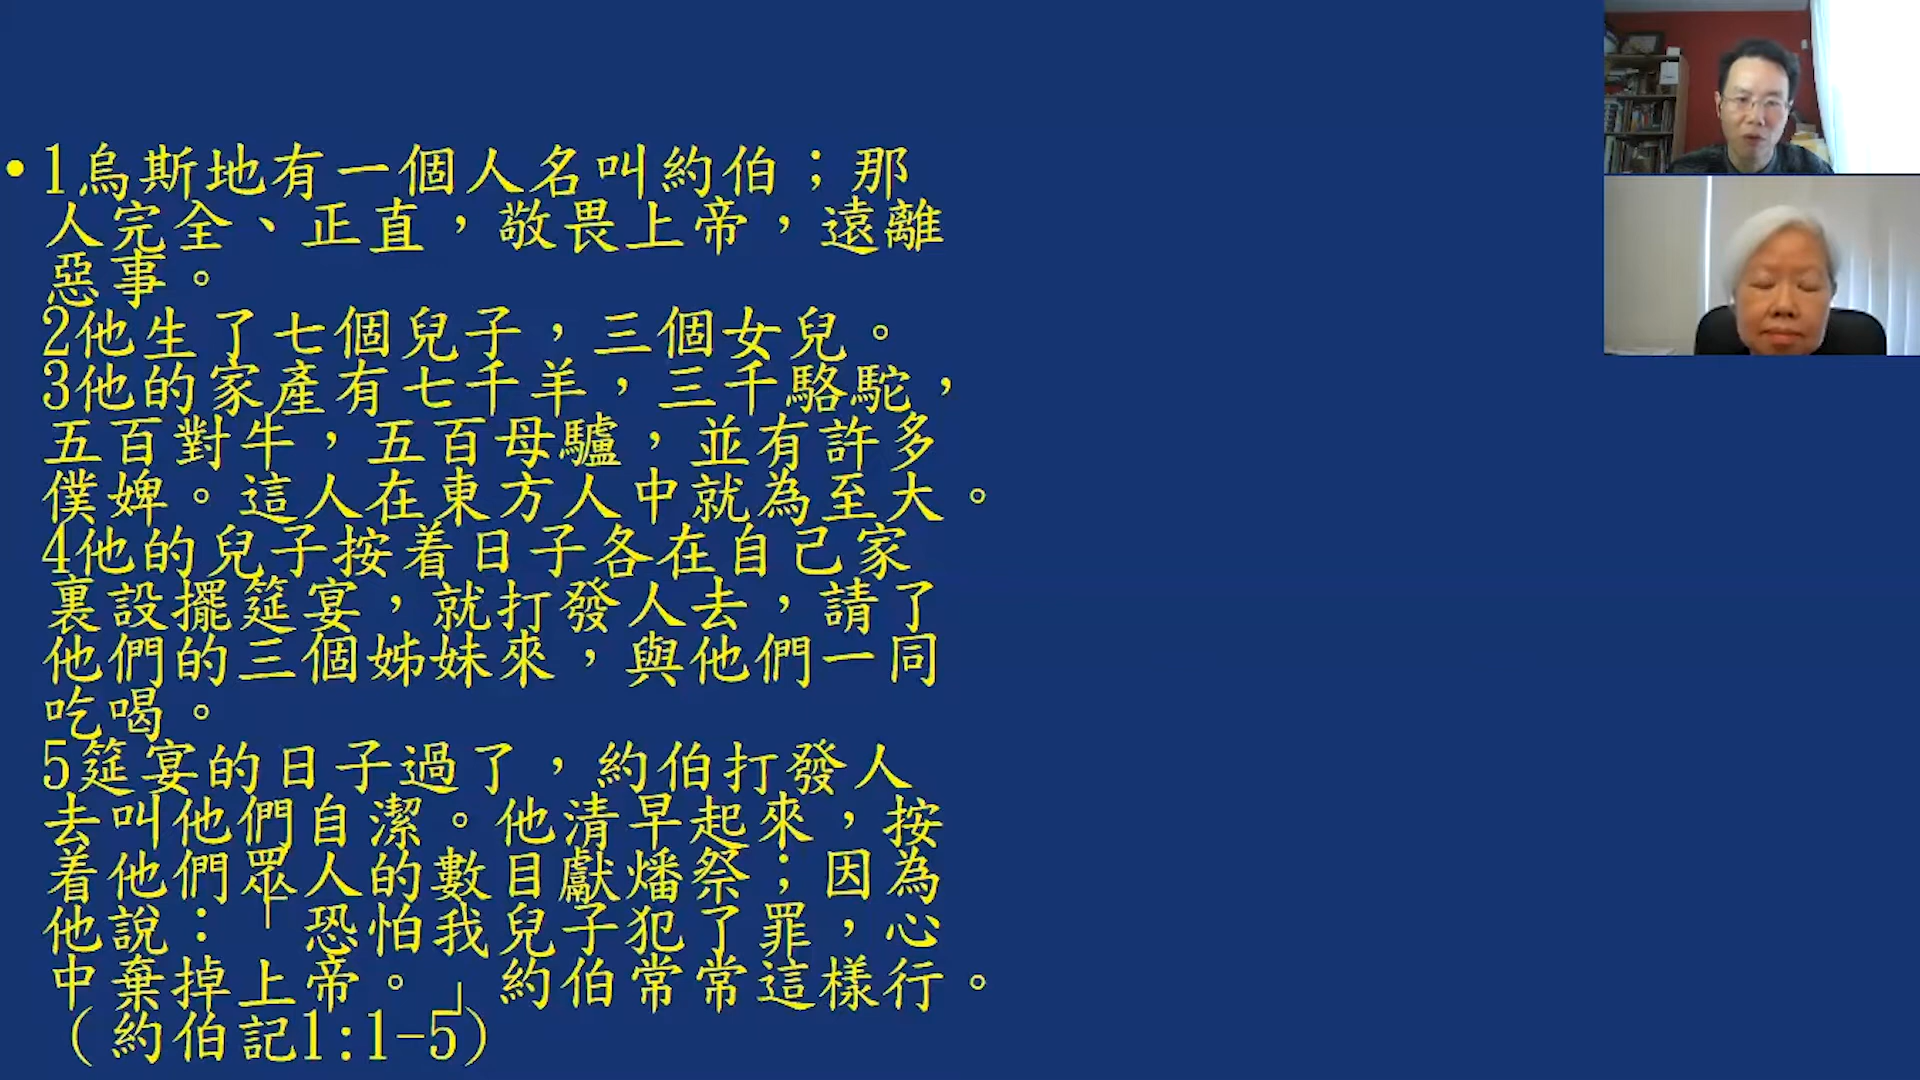 •1烏斯地有一個人名叫約伯；那
人完全、正直，敬畏上帝，遠離
惡事。
2他生了七個兒子，三個女兒。
3他的家產有七千羊，三千駱駝，
五百對牛，五百母驢，並有許多
僕婢。這人在東方人中就為至大。
4他的兒子按着日子各在自己家
裏設擺筵宴，就打發人去，請了
他們的三個姊妹來，與他們一同
吃喝。
5筵宴的日子過了，約伯打發人
去叫他們自潔。他清早起來，按
着他們眾人的數目獻燔祭；因為
他說：「恐怕我兒子犯了罪，心
中棄掉上帝。」約伯常常這樣行。
（約伯記1:1-5）